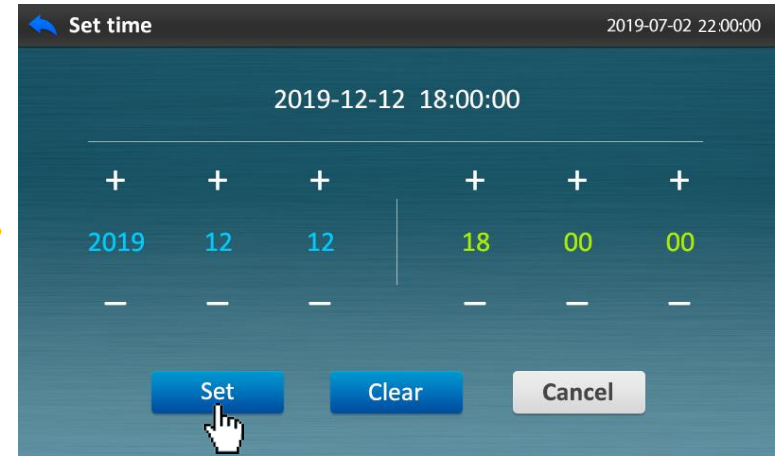 Set time 2019-07-02 22:00:00
2019-12-12 18:00:00
+ + + + + +
2019 12 12 18 00 00
− − − − − −
Set Clear Cancel